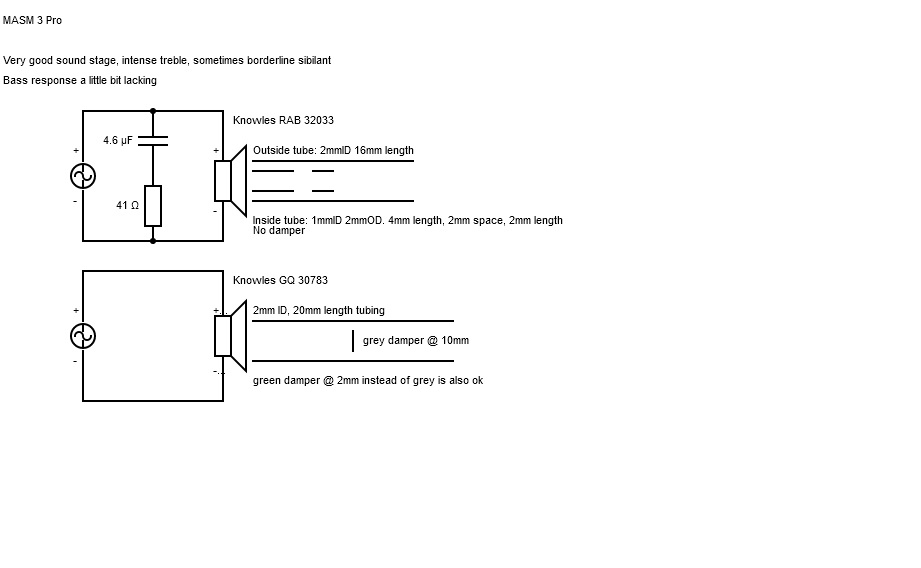 MASM 3 Pro
Very good sound stage, intense treble, sometimes borderline sibilant
Bass response a little bit lacking
Knowles RAB 32033
4.6 µF
+
+
Outside tube: 2mmID 16mm length
-
41 Ω
-
Inside tube: 1mmID 2mmOD. 4mm length, 2mm space, 2mm length
No damper
Knowles GQ 30783
+
+...
2mm ID, 20mm length tubing
grey damper @ 10mm
-
-...
green damper @ 2mm instead of grey is also ok